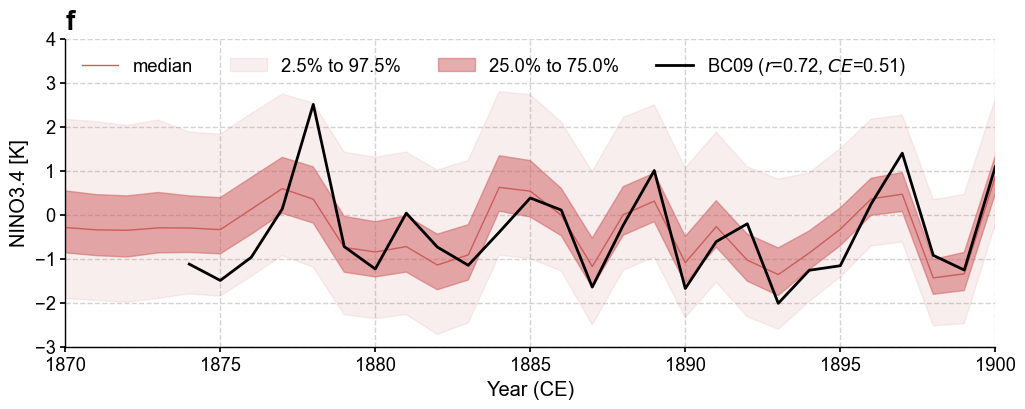 f
median
2.5% to 97.5%
25.0% to 75.0%
BC09 (r=0.72, CE=0.51)
NINO3.4 [K]
4
3
2
1
0
−1
−2
−3
1870
1875
1880
1885
1890
1895
1900
Year (CE)